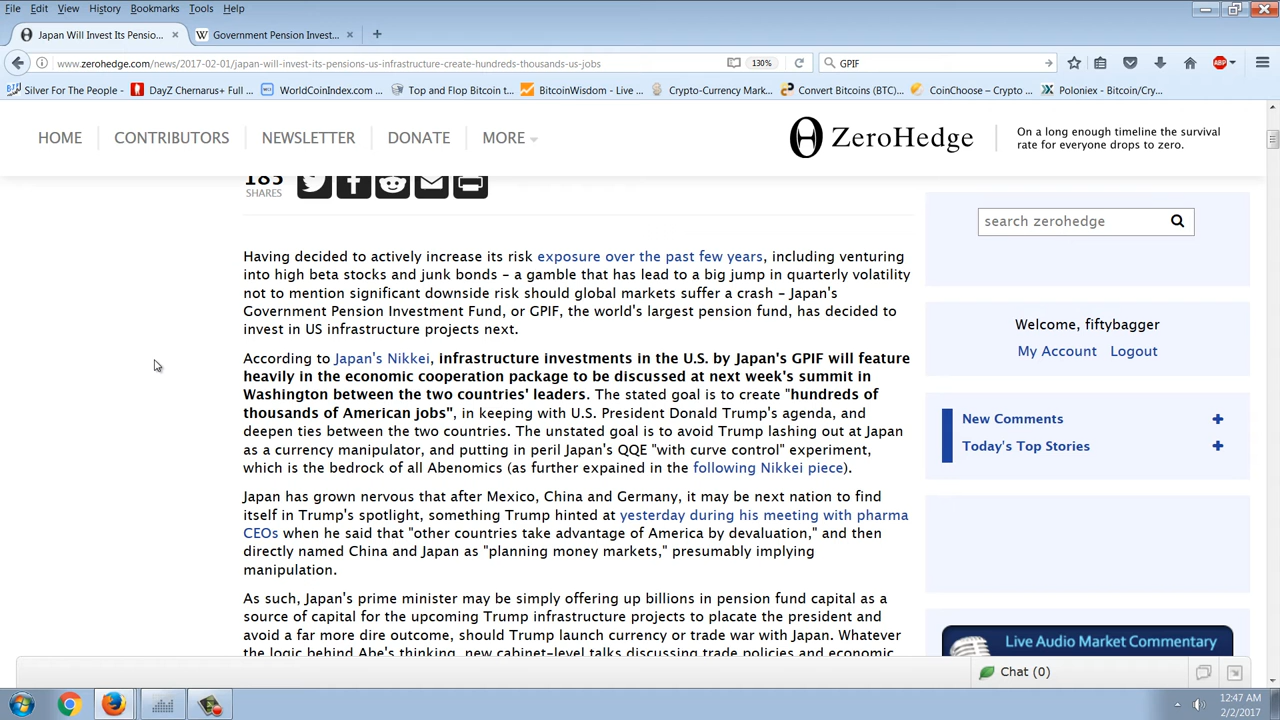 File Edit View History Bookmarks Tools Help
Japan Will Invest Its Pensio...
Government Pension Invest...
www.zerohedge.com/news/2017-02-01/japan-will-invest-its-pensions-us-infrastructure-create-hundreds-thousands-us-jobs
130%
GPIF
Silver For The People -
DayZ Chernarus+ Full ...
WorldCoinIndex.com ...
Top and Flop Bitcoin t...
BitcoinWisdom - Live ...
Crypto-Currency Mark...
Convert Bitcoins (BTC)...
CoinChoose – Crypto ...
Poloniex - Bitcoin/Cry...
HOME CONTRIBUTORS NEWSLETTER DONATE MORE
ZeroHedge
On a long enough timeline the survival
rate for everyone drops to zero.
185
SHARES
Having decided to actively increase its risk exposure over the past few years, including venturing
into high beta stocks and junk bonds – a gamble that has lead to a big jump in quarterly volatility
not to mention significant downside risk should global markets suffer a crash – Japan's
Government Pension Investment Fund, or GPIF, the world's largest pension fund, has decided to
invest in US infrastructure projects next.
According to Japan's Nikkei, infrastructure investments in the U.S. by Japan's GPIF will feature
heavily in the economic cooperation package to be discussed at next week's summit in
Washington between the two countries' leaders. The stated goal is to create "hundreds of
thousands of American jobs", in keeping with U.S. President Donald Trump's agenda, and
deepen ties between the two countries. The unstated goal is to avoid Trump lashing out at Japan
as a currency manipulator, and putting in peril Japan's QQE "with curve control" experiment,
which is the bedrock of all Abenomics (as further expained in the following Nikkei piece).
Japan has grown nervous that after Mexico, China and Germany, it may be next nation to find
itself in Trump's spotlight, something Trump hinted at yesterday during his meeting with pharma
CEOs when he said that "other countries take advantage of America by devaluation," and then
directly named China and Japan as "planning money markets," presumably implying
manipulation.
As such, Japan's prime minister may be simply offering up billions in pension fund capital as a
source of capital for the upcoming Trump infrastructure projects to placate the president and
avoid a far more dire outcome, should Trump launch currency or trade war with Japan. Whatever
the logic behind Abe's thinking, new cabinet-level talks discussing trade policies and economic
search zerohedge
Welcome, fiftybagger
My Account Logout
New Comments
Today's Top Stories
Live Audio Market Commentary
Chat (0)
12:47 AM
2/2/2017